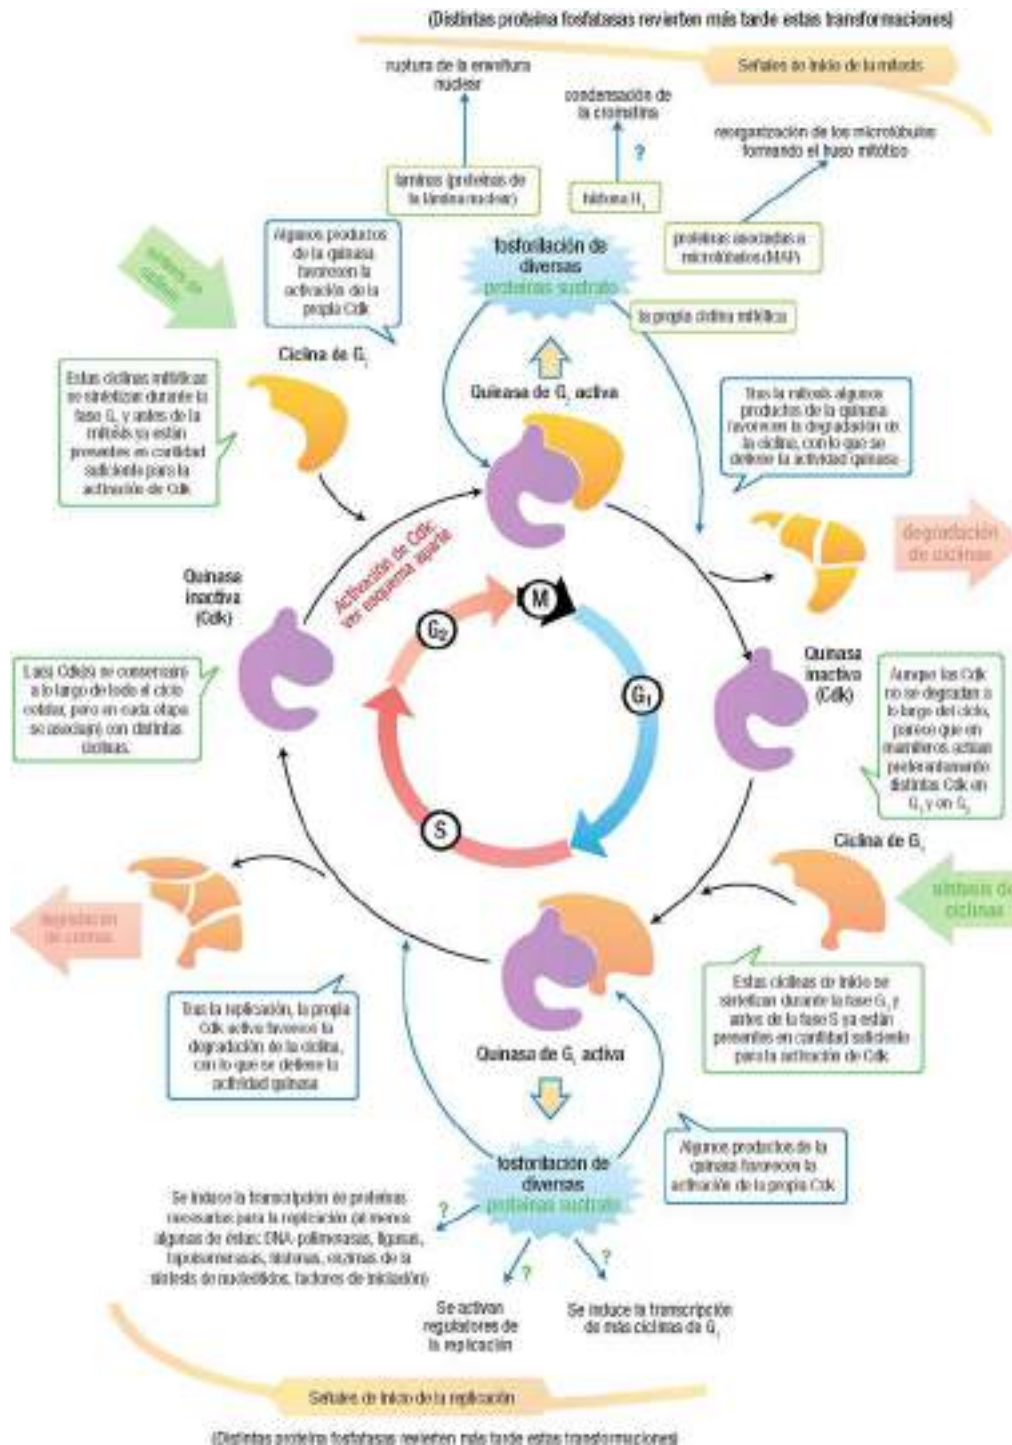 (Distintas proteína fosfatasas revierten más tarde estas transformaciones)
Señales de inicio de la mitosis
ruptura de la envoltura
nuclear
condensación de
la cromatina
reorganización de los microtúbulos
formando el huso mitótico
?
laminas (proteínas de
la lámina nuclear)
histona H1
proteínas asociadas a
microtúbulos (MAP)
la propia ciclina mitótica
síntesis de
ciclinas
Algunos productos
de la quinasa
favorecen la
activación de la
propia Cdk
fosforilación de
diversas
proteínas sustrato
Ciclina de G2
Quinasa de G2 activa
Estas ciclinas mitóticas
se sintetizan durante la
fase G2 y antes de la
mitosis ya están
presentes en cantidad
suficiente para la
activación de Cdk
Tras la mitosis algunos
productos de la quinasa
favorecen la degradación de
la ciclina, con lo que se
detiene la actividad quinasa
degradación
de ciclinas
Activación de Cdk:
ver esquema aparte
Quinasa
inactiva
(Cdk)
M
G2
G1
S
Quinasa
inactiva
(Cdk)
La(s) Cdk(s) se conserva(n)
a lo largo de todo el ciclo
celular, pero en cada etapa
se asocia(n) con distintas
ciclinas.
Aunque las Cdk
no se degradan a
lo largo del ciclo,
parece que en
mamíferos actúan
preferentemente
distintas Cdk en
G1 y en G2
Ciclina de G1
síntesis de
ciclinas
degradación
de ciclinas
Estas ciclinas de inicio se
sintetizan durante la fase G1 y
antes de la fase S ya están
presentes en cantidad suficiente
para la activación de Cdk
Tras la replicación, la propia
Cdk activa favorece la
degradación de la ciclina,
con lo que se detiene la
actividad quinasa
Quinasa de G1 activa
fosforilación de
diversas
proteínas sustrato
Algunos productos de la
quinasa favorecen la
activación de la propia Cdk
Se induce la transcripción de proteínas
necesarias para la replicación (al menos
algunas de éstas: DNA-polimerasas, ligasas,
topoisomerasas, histonas, enzimas de la
síntesis de nucleótidos, factores de iniciación)
?
?
?
Se activan
reguladores de
la replicación
Se induce la transcripción
de más ciclinas de G1
Señales de inicio de la replicación
(Distintas proteína fosfatasas revierten más tarde estas transformaciones)